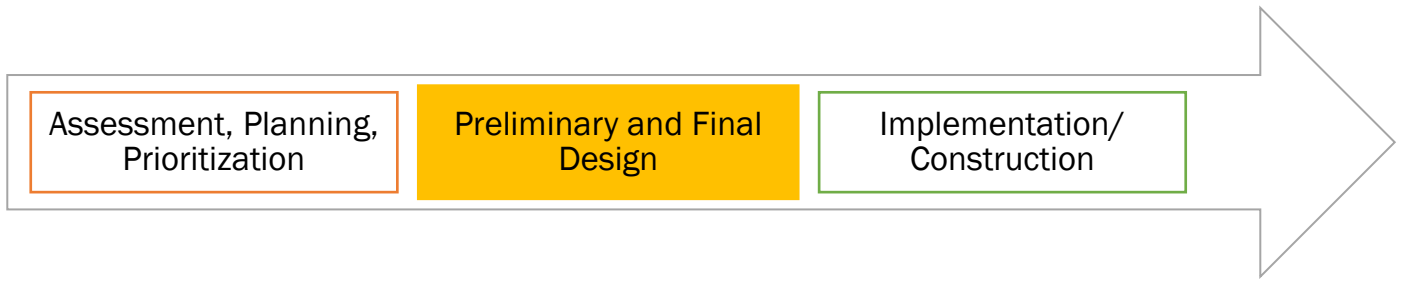 Assessment, Planning,
Prioritization
Preliminary and Final
Design
Implementation/
Construction